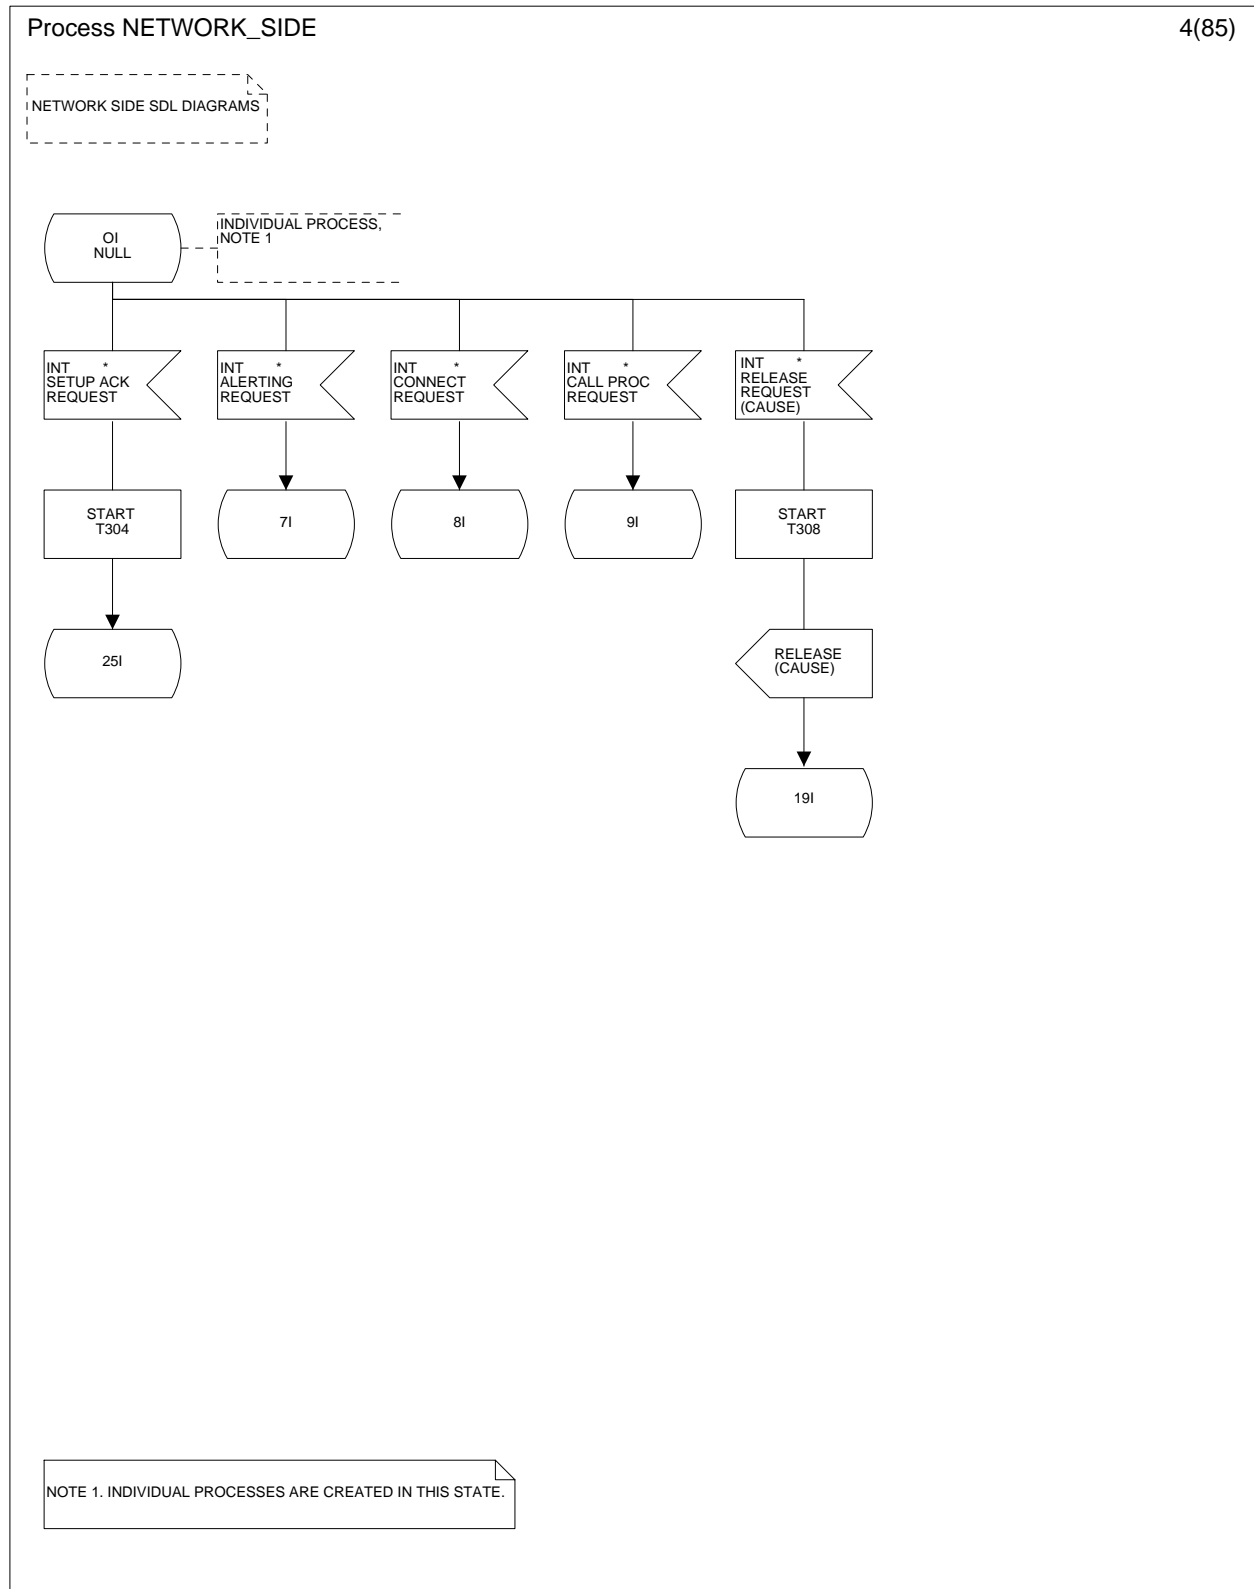 Process NETWORK_SIDE
4(85)
NETWORK SIDE SDL DIAGRAMS
OI
NULL
INDIVIDUAL PROCESS,
NOTE 1
INT *
SETUP ACK
REQUEST
INT *
ALERTING
REQUEST
INT *
CONNECT
REQUEST
INT *
CALL PROC
REQUEST
INT *
RELEASE
REQUEST
(CAUSE)
START
T304
7I
8I
9I
START
T308
25I
RELEASE
(CAUSE)
19I
NOTE 1. INDIVIDUAL PROCESSES ARE CREATED IN THIS STATE.